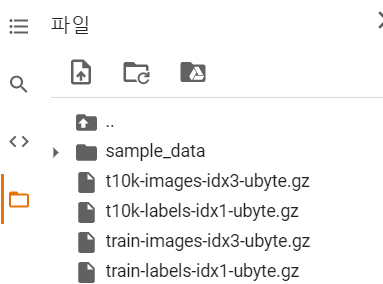 파일
..
sample_data
t10k-images-idx3-ubyte.gz
t10k-labels-idx1-ubyte.gz
train-images-idx3-ubyte.gz
train-labels-idx1-ubyte.gz